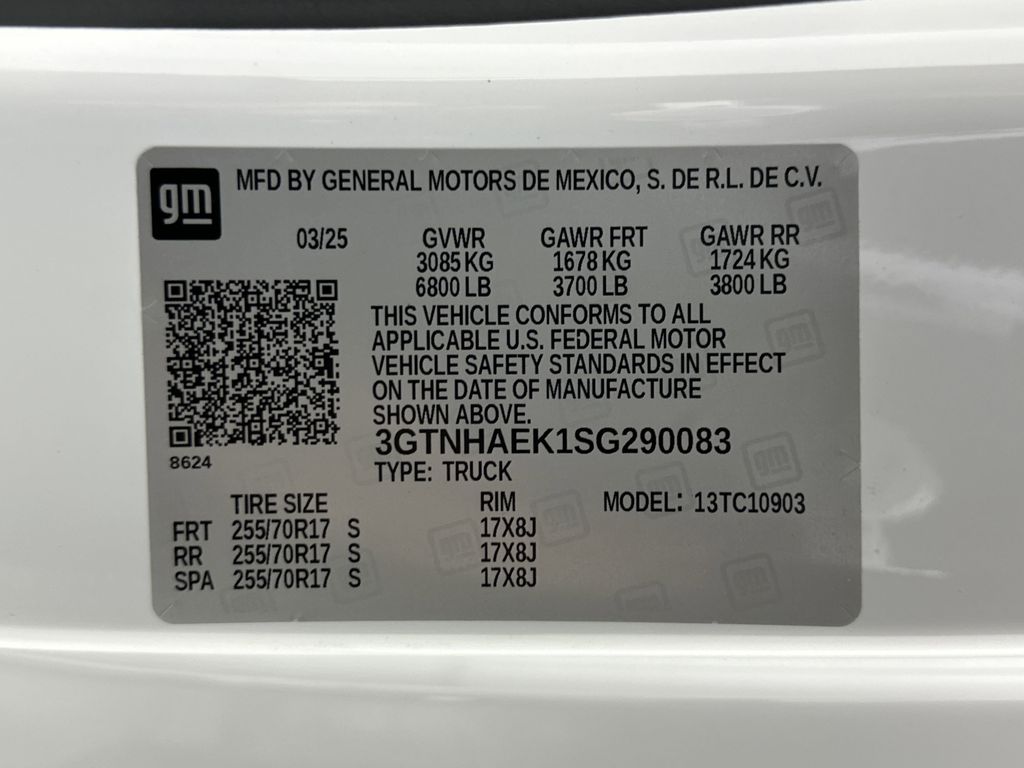 gm MFD BY GENERAL MOTORS DE MEXICO, S. DE R.L. DE C.V.
03/25 GVWR GAWR FRT GAWR RR
3085 KG 1678 KG 1724 KG
6800 LB 3700 LB 3800 LB
THIS VEHICLE CONFORMS TO ALL
APPLICABLE U.S. FEDERAL MOTOR
VEHICLE SAFETY STANDARDS IN EFFECT
ON THE DATE OF MANUFACTURE
SHOWN ABOVE.
3GTNHAEK1SG290083
8624 TYPE: TRUCK
TIRE SIZE RIM MODEL: 13TC10903
FRT 255/70R17 S 17X8J
RR 255/70R17 S 17X8J
SPA 255/70R17 S 17X8J